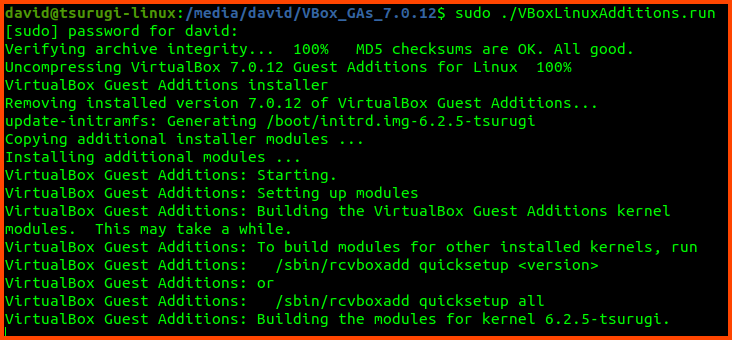 david@tsurugi-linux:/media/david/VBox_GAs_7.0.12$ sudo ./VBoxLinuxAdditions.run
[sudo] password for david:
Verifying archive integrity...  100%   MD5 checksums are OK. All good.
Uncompressing VirtualBox 7.0.12 Guest Additions for Linux  100%
VirtualBox Guest Additions installer
Removing installed version 7.0.12 of VirtualBox Guest Additions...
update-initramfs: Generating /boot/initrd.img-6.2.5-tsurugi
Copying additional installer modules ...
Installing additional modules ...
VirtualBox Guest Additions: Starting.
VirtualBox Guest Additions: Setting up modules
VirtualBox Guest Additions: Building the VirtualBox Guest Additions kernel
modules.  This may take a while.
VirtualBox Guest Additions: To build modules for other installed kernels, run
VirtualBox Guest Additions:   /sbin/rcvboxadd quicksetup <version>
VirtualBox Guest Additions: or
VirtualBox Guest Additions:   /sbin/rcvboxadd quicksetup all
VirtualBox Guest Additions: Building the modules for kernel 6.2.5-tsurugi.